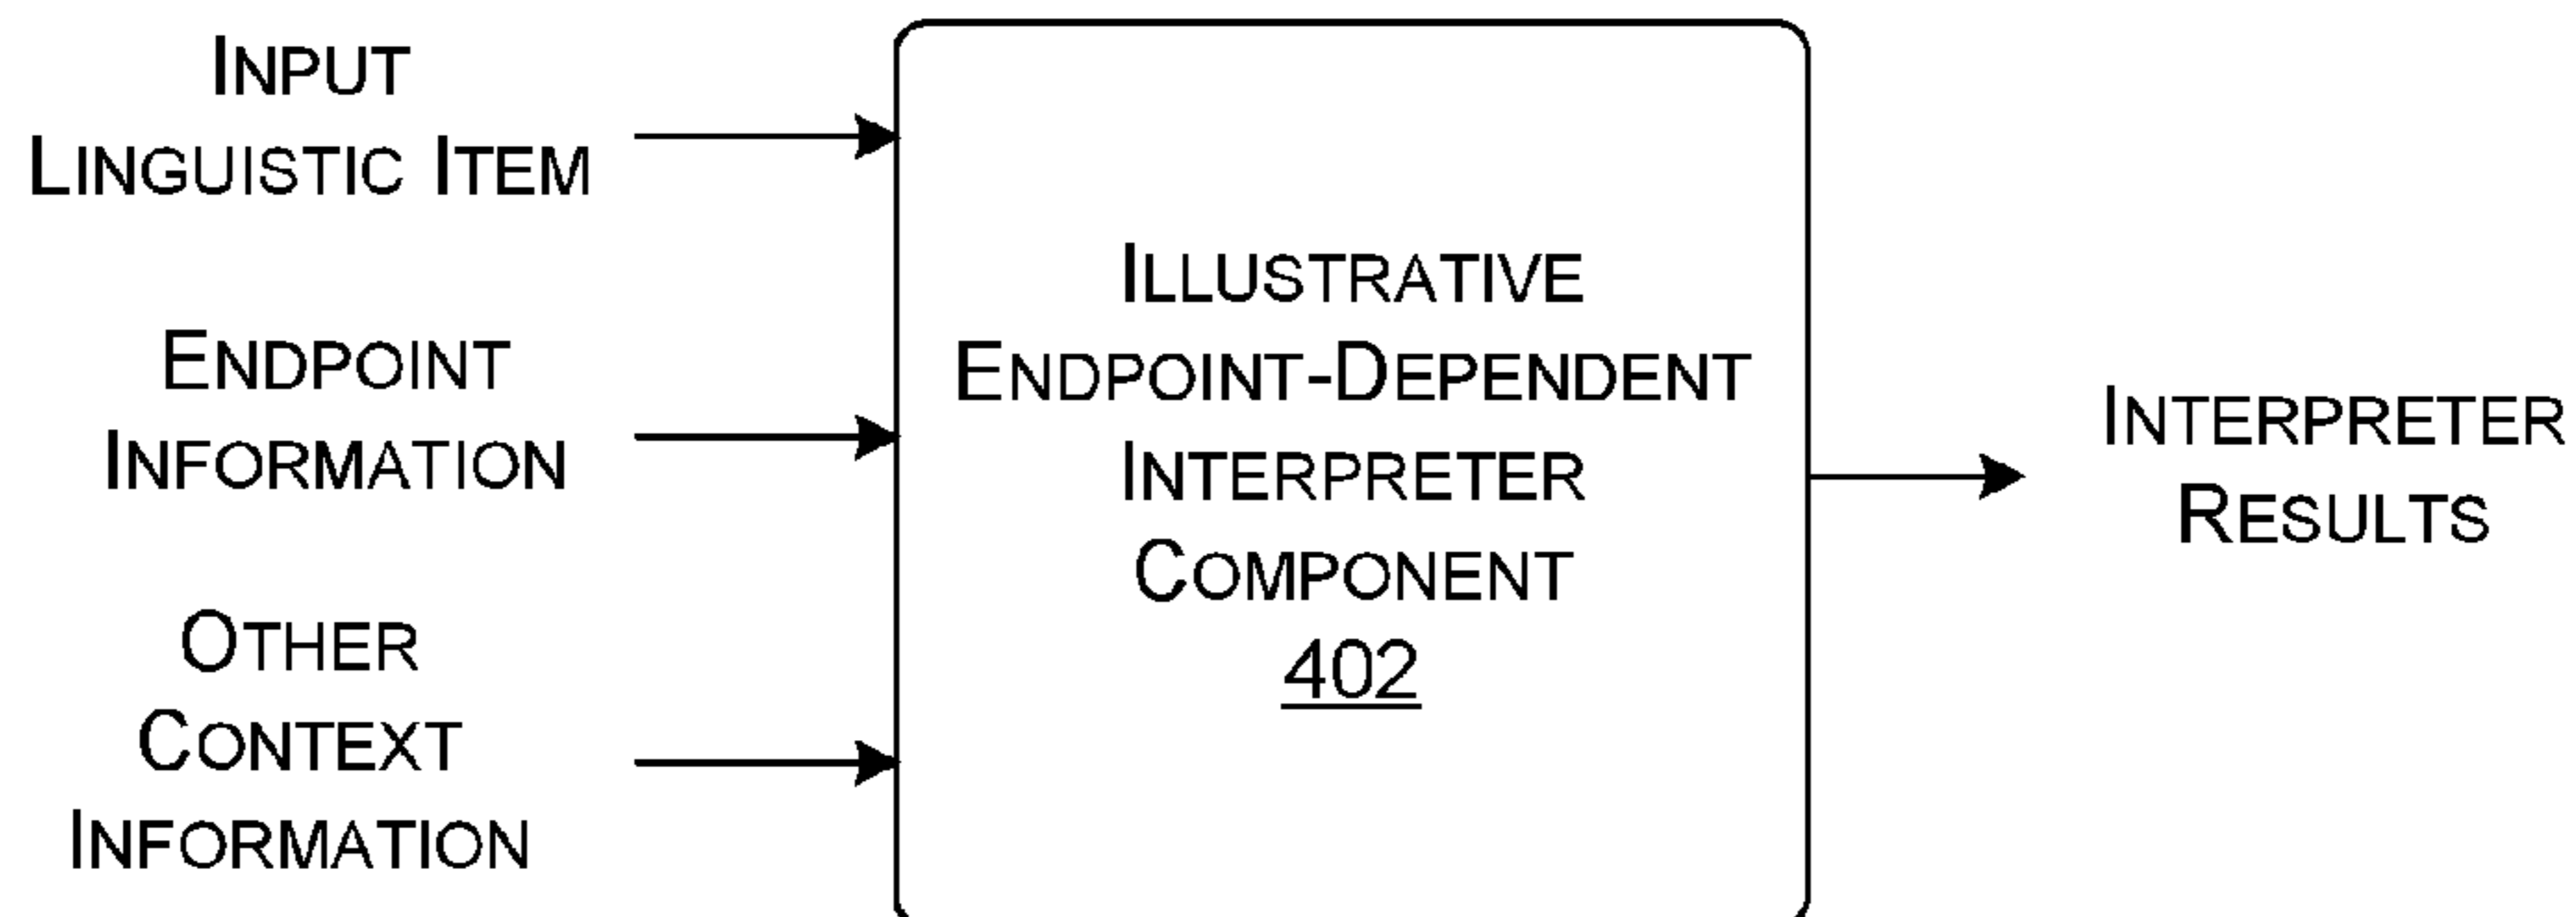 INPUT
LINGUISTIC ITEM
ENDPOINT
INFORMATION
OTHER
CONTEXT
INFORMATION
ILLUSTRATIVE
ENDPOINT-DEPENDENT
INTERPRETER
COMPONENT
402
INTERPRETER
RESULTS